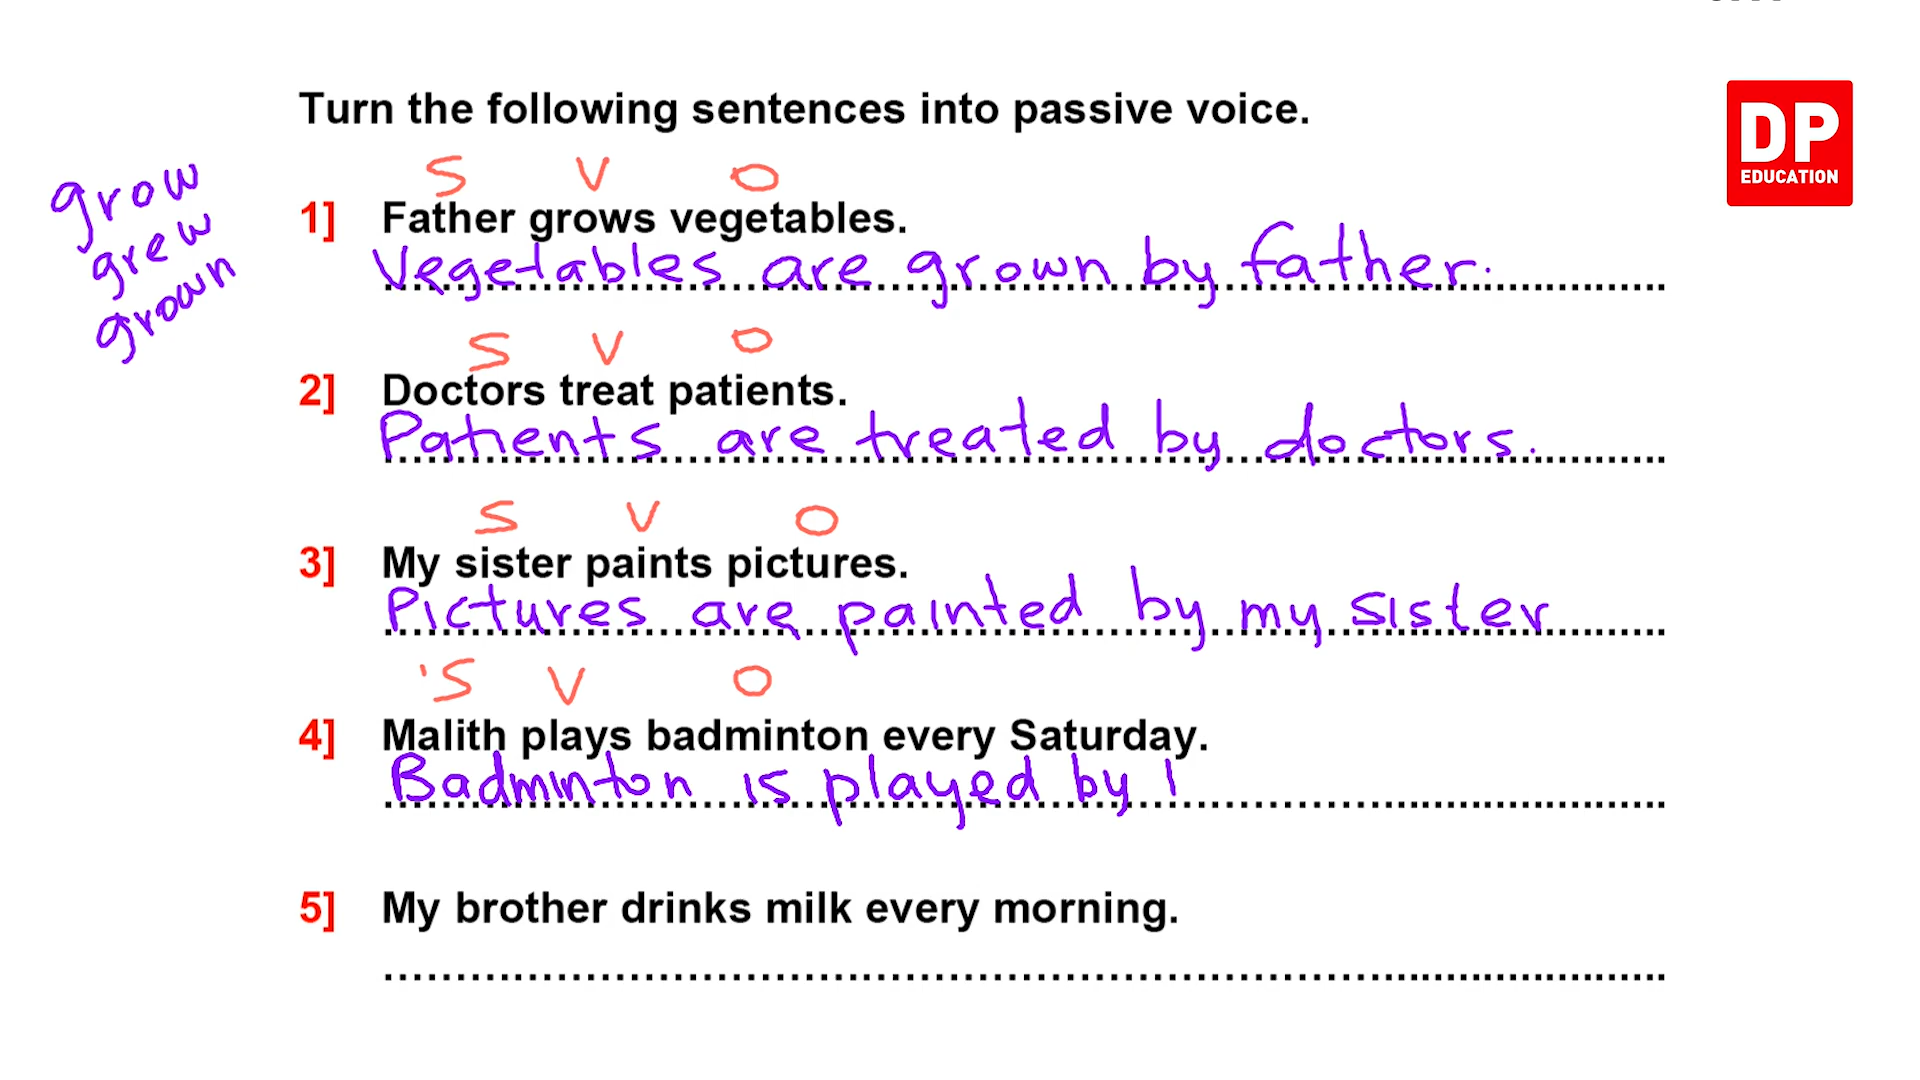 Turn the following sentences into passive voice.
DP
EDUCATION
grow
grew
grown
S V O
1] Father grows vegetables.
Vegetables are grown by father.
S V O
2] Doctors treat patients.
Patients are treated by doctors.
S V O
3] My sister paints pictures.
Pictures are painted by my sister
S V O
4] Malith plays badminton every Saturday.
Badminton is played by
5] My brother drinks milk every morning.